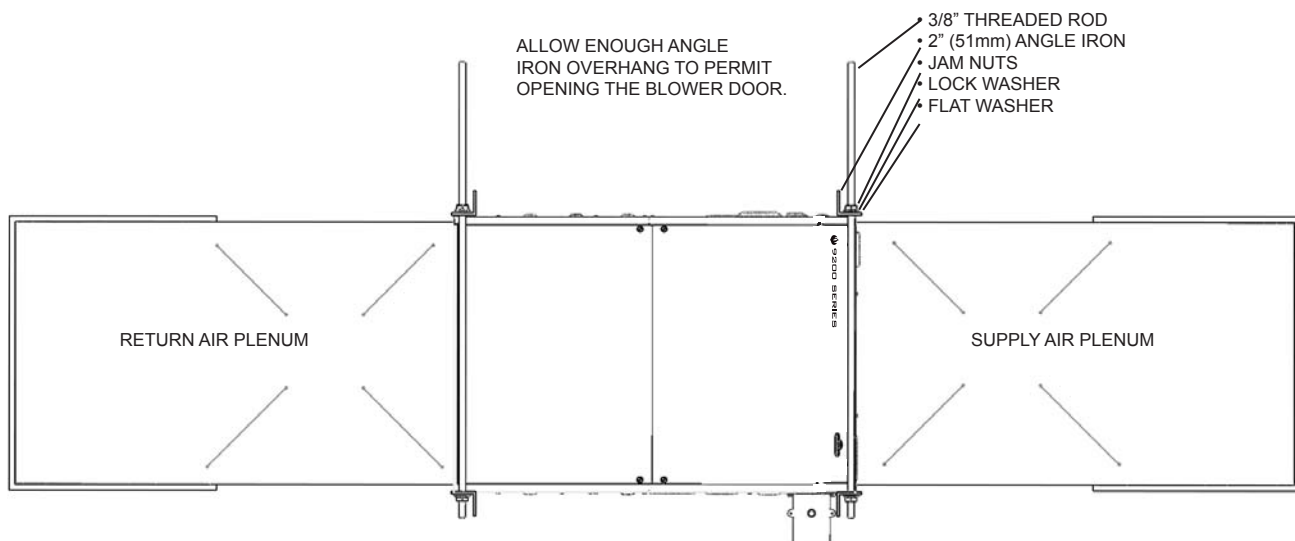 ALLOW ENOUGH ANGLE
IRON OVERHANG TO PERMIT
OPENING THE BLOWER DOOR.
• 3/8” THREADED ROD
• 2” (51mm) ANGLE IRON
• JAM NUTS
• LOCK WASHER
• FLAT WASHER
RETURN AIR PLENUM
9200 SERIES
SUPPLY AIR PLENUM